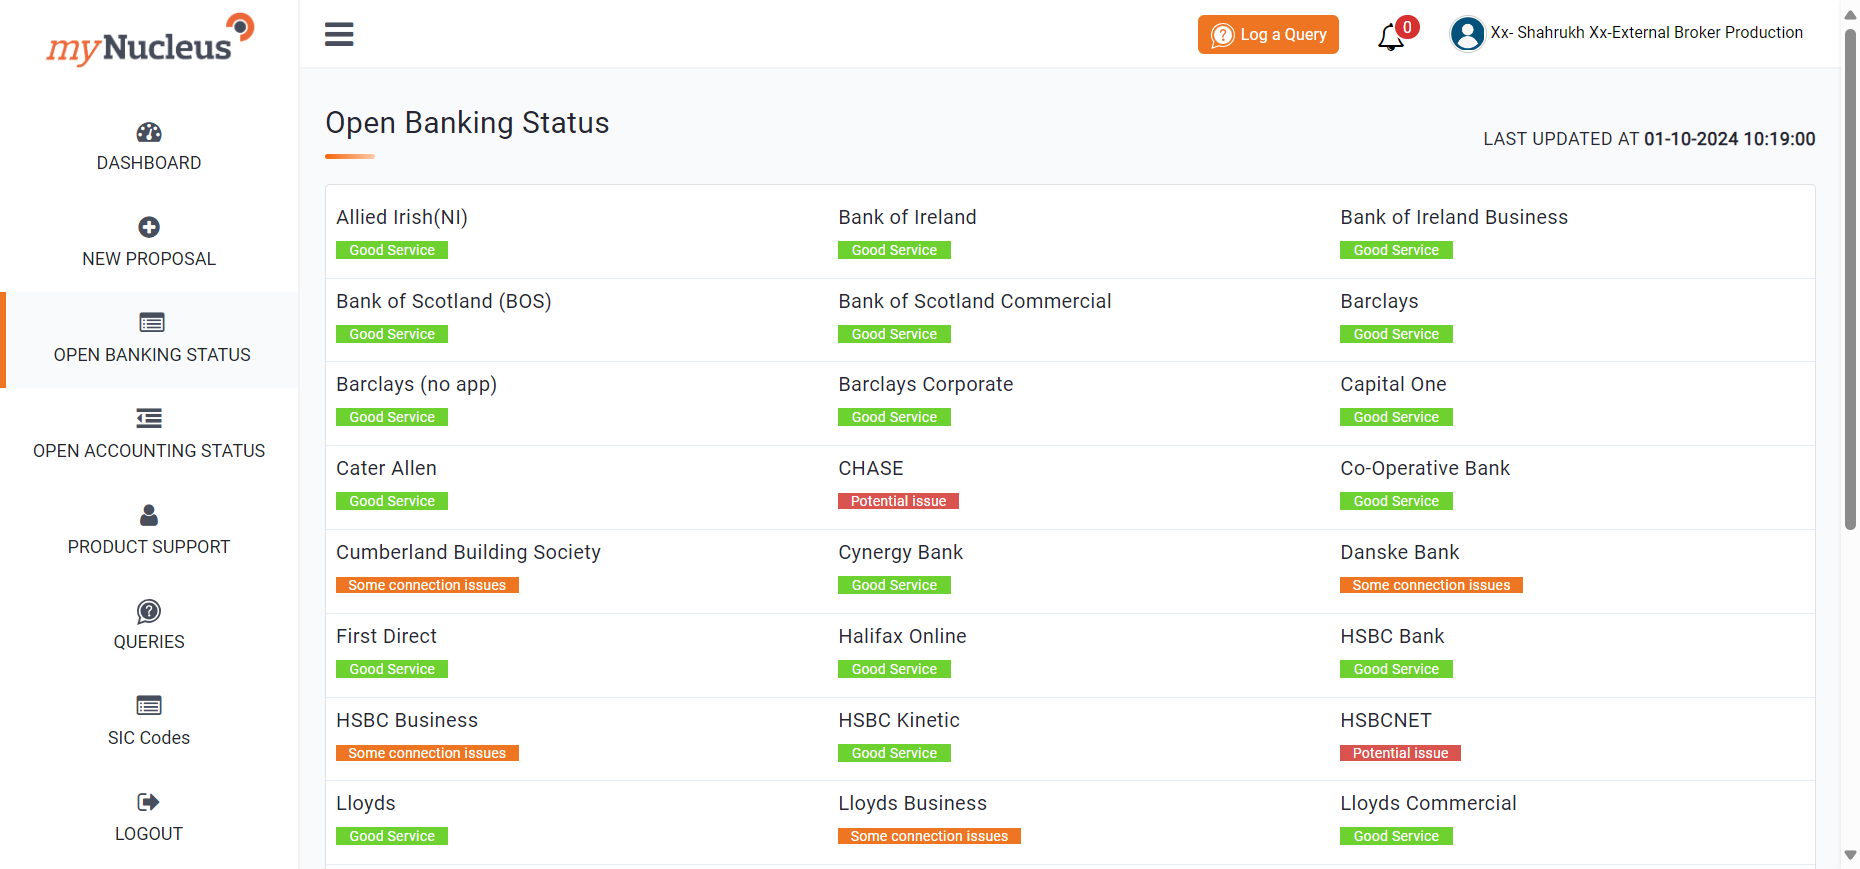 myNucleus
Log a Query
0
Xx- Shahrukh Xx-External Broker Production
DASHBOARD
NEW PROPOSAL
OPEN BANKING STATUS
OPEN ACCOUNTING STATUS
PRODUCT SUPPORT
QUERIES
SIC Codes
LOGOUT
Open Banking Status
LAST UPDATED AT 01-10-2024 10:19:00
Allied Irish(NI)
Good Service
Bank of Ireland
Good Service
Bank of Ireland Business
Good Service
Bank of Scotland (BOS)
Good Service
Bank of Scotland Commercial
Good Service
Barclays
Good Service
Barclays (no app)
Good Service
Barclays Corporate
Good Service
Capital One
Good Service
Cater Allen
Good Service
CHASE
Potential issue
Co-Operative Bank
Good Service
Cumberland Building Society
Some connection issues
Cynergy Bank
Good Service
Danske Bank
Some connection issues
First Direct
Good Service
Halifax Online
Good Service
HSBC Bank
Good Service
HSBC Business
Some connection issues
HSBC Kinetic
Good Service
HSBCNET
Potential issue
Lloyds
Good Service
Lloyds Business
Some connection issues
Lloyds Commercial
Good Service